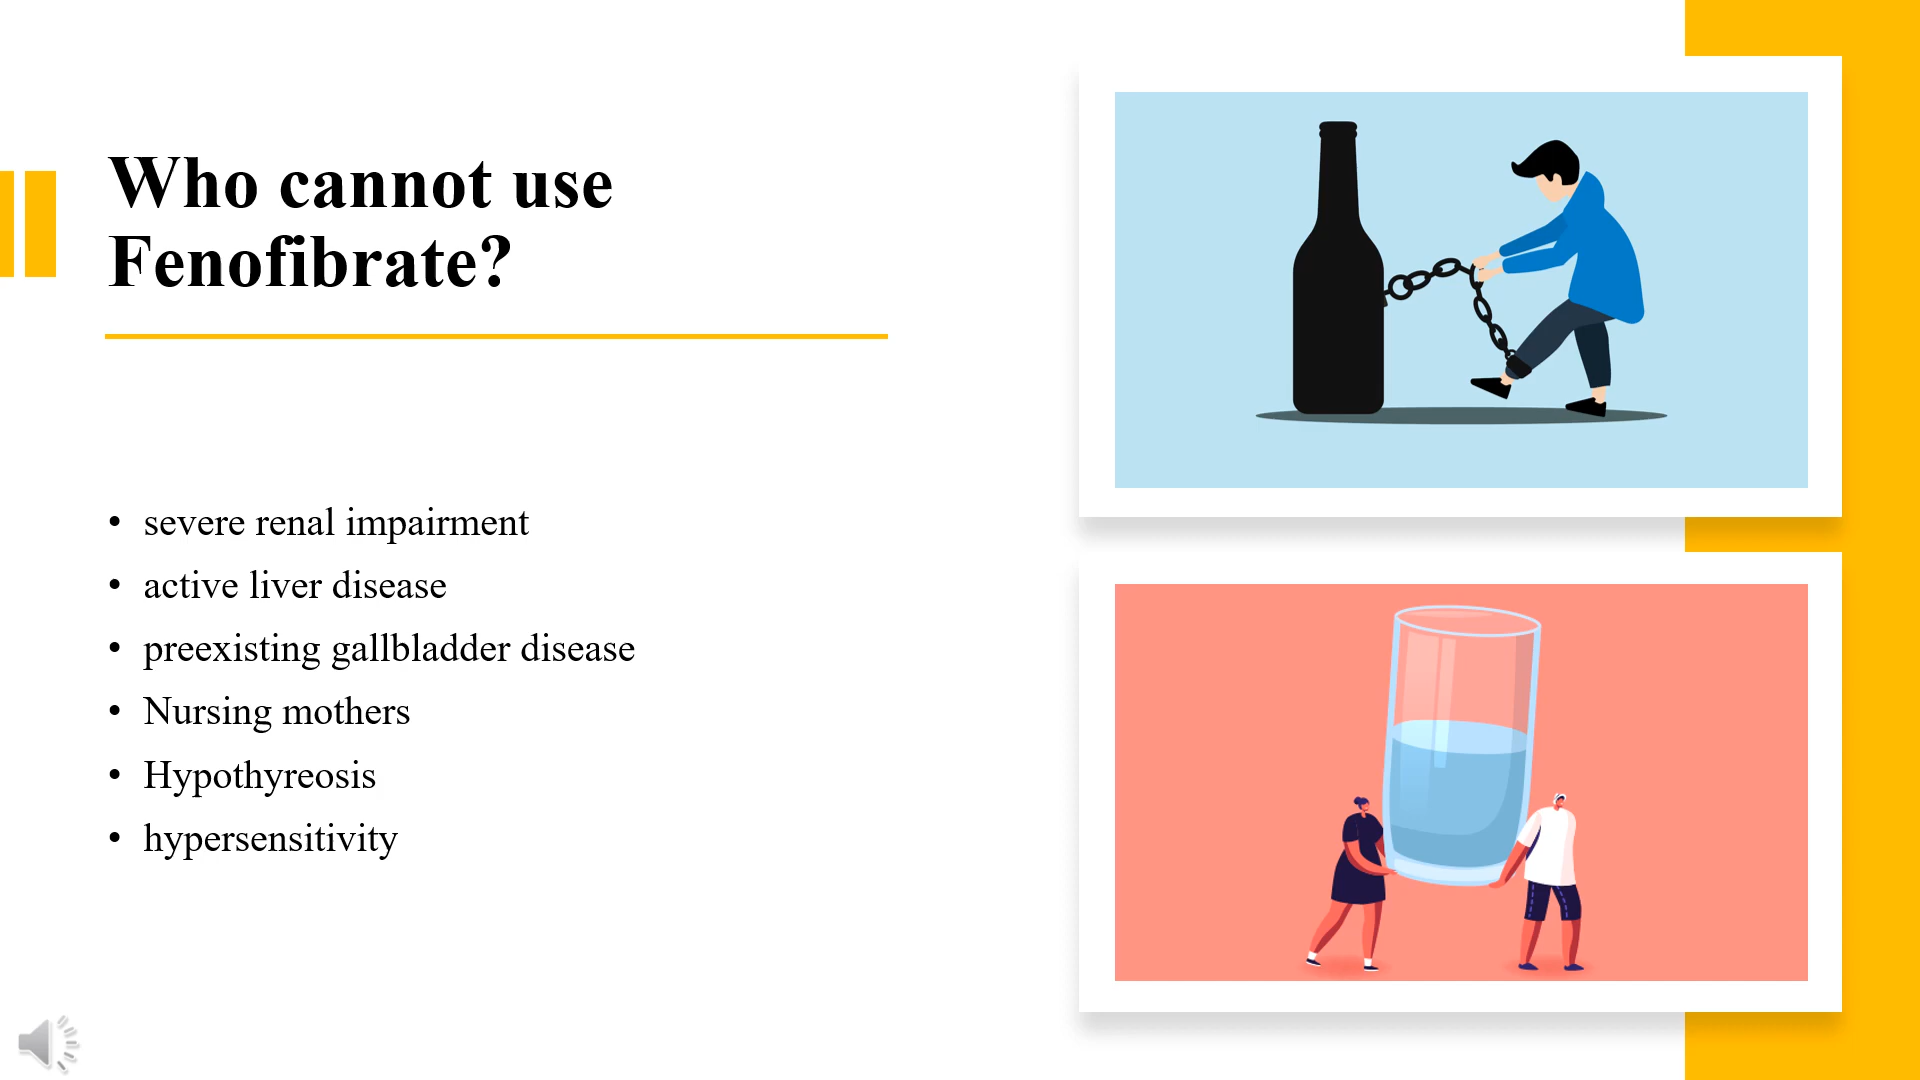 Who cannot use
Fenofibrate?
• severe renal impairment
• active liver disease
• preexisting gallbladder disease
• Nursing mothers
• Hypothyreosis
• hypersensitivity